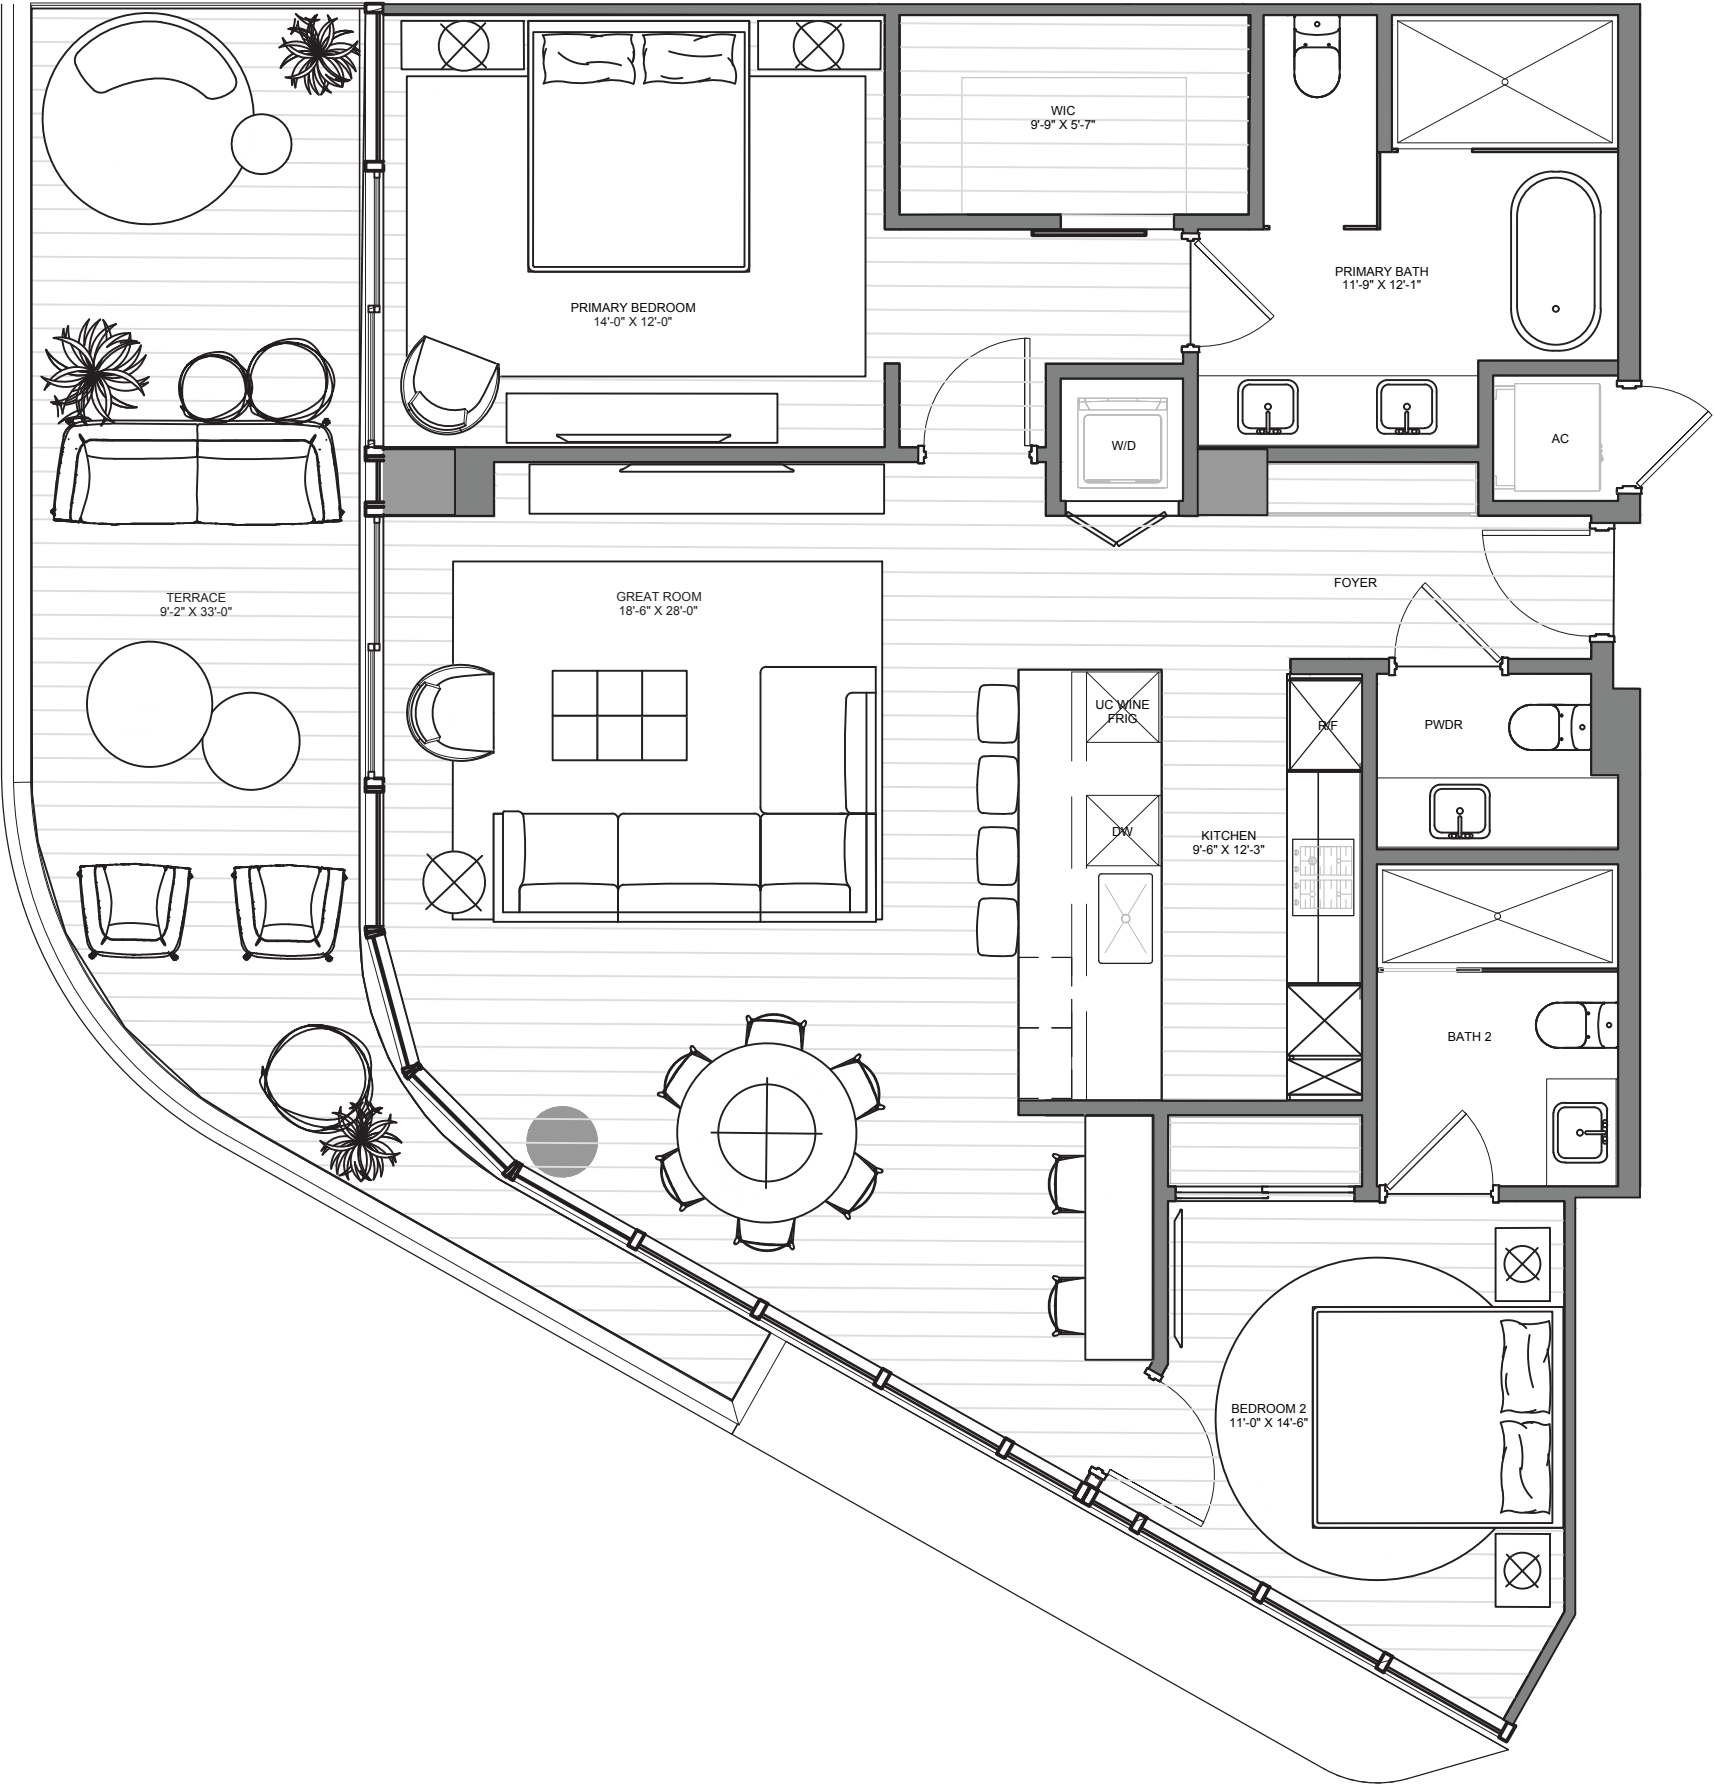 WIC
9'-9" X 5'-7"
PRIMARY BEDROOM
14'-0" X 12'-0"
PRIMARY BATH
11'-9" X 12'-1"
W/D
AC
FOYER
TERRACE
9'-2" X 33'-0"
GREAT ROOM
18'-6" X 28'-0"
UC WINE
FRIG
R/F
PWDR
DW
KITCHEN
9'-6" X 12'-3"
BATH 2
BEDROOM 2
11'-0" X 14'-6"